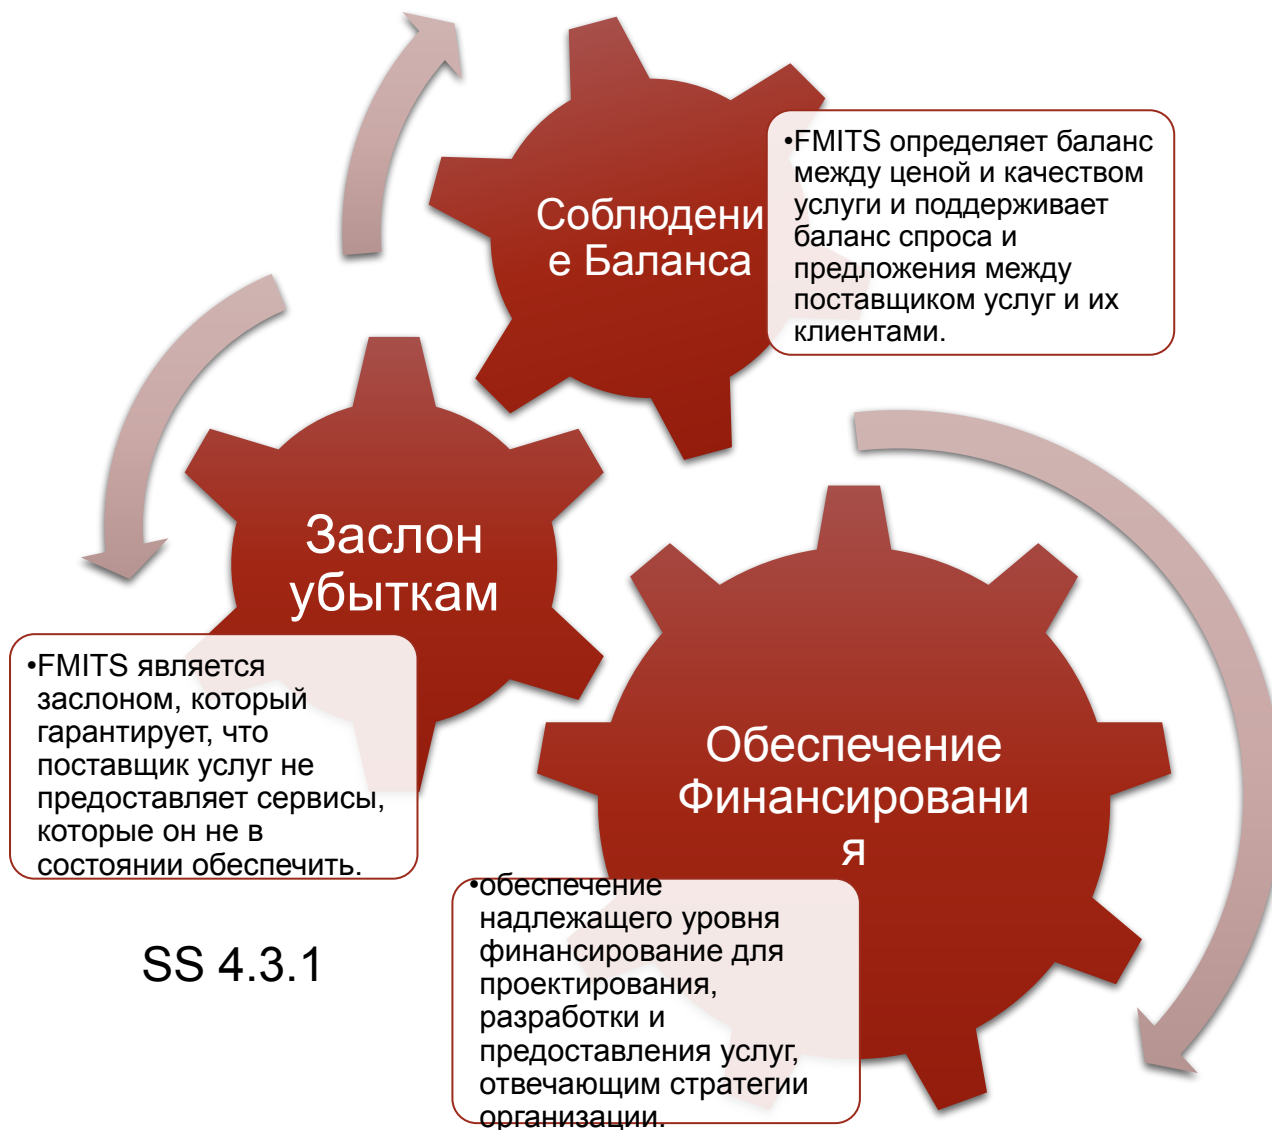 Соблюдени
е Баланса
•FMITS определяет баланс
между ценой и качеством
услуги и поддерживает
баланс спроса и
предложения между
поставщиком услуг и их
клиентами.
Заслон
убыткам
•FMITS является
заслоном, который
гарантирует, что
поставщик услуг не
предоставляет сервисы,
которые он не в
состоянии обеспечить.
Обеспечение
Финансировани
я
•обеспечение
надлежащего уровня
финансирование для
проектирования,
разработки и
предоставления услуг,
отвечающим стратегии
организации.
SS 4.3.1